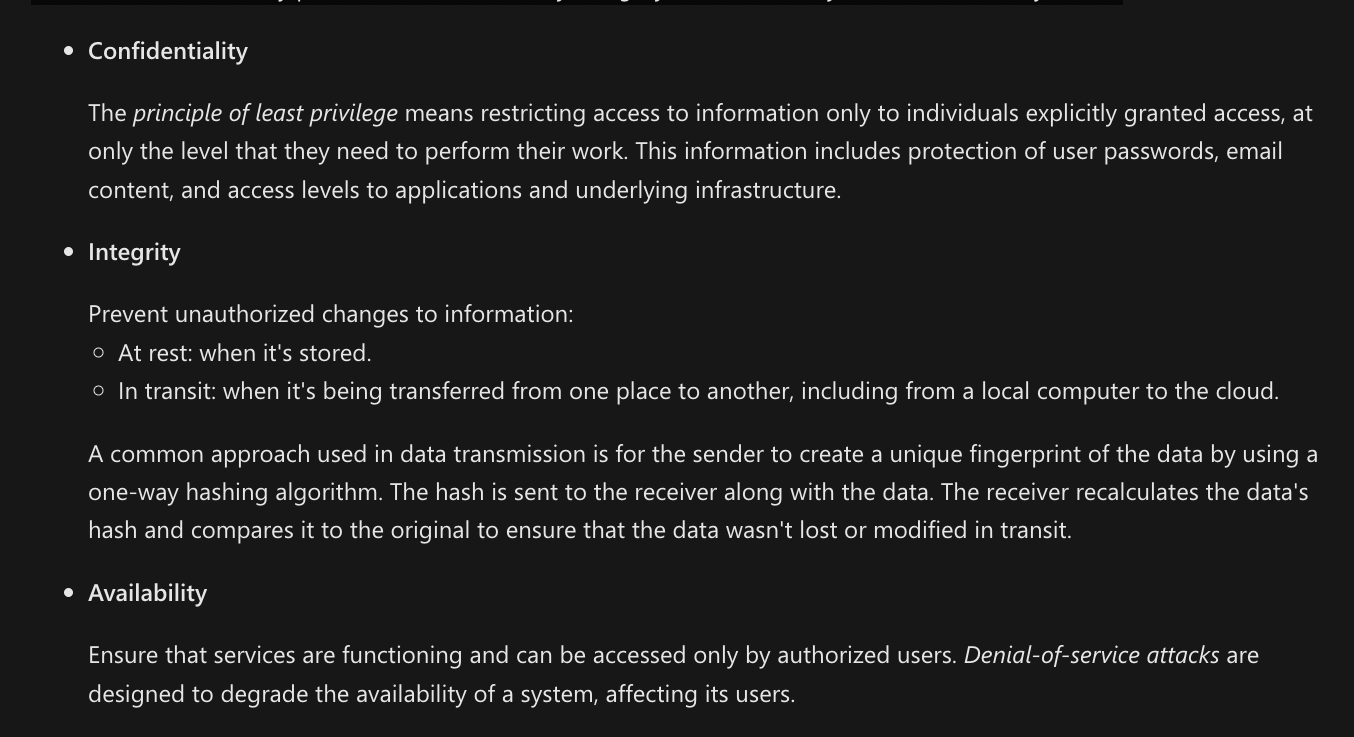 • Confidentiality
The principle of least privilege means restricting access to information only to individuals explicitly granted access, at
only the level that they need to perform their work. This information includes protection of user passwords, email
content, and access levels to applications and underlying infrastructure.
• Integrity
Prevent unauthorized changes to information:
○ At rest: when it's stored.
○ In transit: when it's being transferred from one place to another, including from a local computer to the cloud.
A common approach used in data transmission is for the sender to create a unique fingerprint of the data by using a
one-way hashing algorithm. The hash is sent to the receiver along with the data. The receiver recalculates the data's
hash and compares it to the original to ensure that the data wasn't lost or modified in transit.
• Availability
Ensure that services are functioning and can be accessed only by authorized users. Denial-of-service attacks are
designed to degrade the availability of a system, affecting its users.